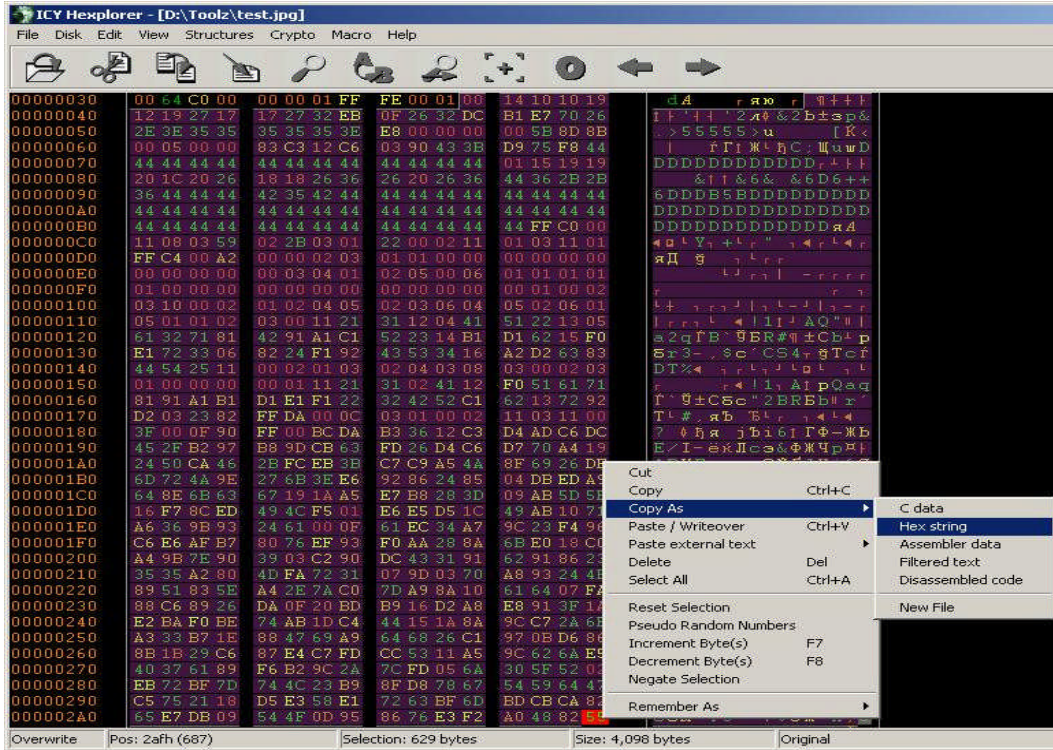 ICY Hexplorer - [D:\Toolz\test.jpg]
File Disk Edit View Structures Crypto Macro Help
00000030 00 64 C0 00 00 00 01 FF FE 00 01 00 14 10 10 19
00000040 12 19 27 17 17 27 32 EB 0F 26 32 DC B1 E7 70 26
00000050 2E 3E 35 35 35 35 35 3E E8 00 00 00 00 5B 8D 8B
00000060 00 05 00 00 83 C3 12 C6 03 90 43 3B D9 75 F8 44
00000070 44 44 44 44 44 44 44 44 44 44 44 44 01 15 19 19
00000080 20 1C 20 26 18 18 26 36 26 20 26 36 44 36 2B 2B
00000090 36 44 44 44 42 35 42 44 44 44 44 44 44 44 44 44
000000A0 44 44 44 44 44 44 44 44 44 44 44 44 44 44 44 44
000000B0 44 44 44 44 44 44 44 44 44 44 44 44 44 FF C0 00
000000C0 11 08 03 59 02 2B 03 01 22 00 02 11 01 03 11 01
000000D0 FF C4 00 A2 00 00 02 03 01 01 00 00 00 00 00 00
000000E0 00 00 00 00 00 03 04 01 02 05 00 06 01 01 01 01
000000F0 01 00 00 00 00 00 00 00 00 00 00 00 00 01 00 02
00000100 03 10 00 02 01 02 04 05 02 03 06 04 05 02 06 01
00000110 05 01 01 02 03 00 11 21 31 12 04 41 51 22 13 05
00000120 61 32 71 81 42 91 A1 C1 52 23 14 B1 D1 62 15 F0
00000130 E1 72 33 06 82 24 F1 92 43 53 34 16 A2 D2 63 83
00000140 44 54 25 11 00 02 01 03 02 04 03 08 03 00 02 03
00000150 01 00 00 00 00 01 11 21 31 02 41 12 F0 51 61 71
00000160 81 91 A1 B1 D1 E1 F1 22 32 42 52 C1 62 13 72 92
00000170 D2 03 23 82 FF DA 00 0C 03 01 00 02 11 03 11 00
00000180 3F 00 0F 90 FF 00 BC DA B3 36 12 C3 D4 AD C6 DC
00000190 45 2F B2 97 B8 9D CB 63 FD 26 D4 C6 D7 70 A4 19
000001A0 24 50 CA 46 2B FC EB 3B C7 C9 A5 4A 8F 69 26 DB
000001B0 6D 72 4A 9E 27 6B 3E E6 92 86 24 85 04 DB ED A9
000001C0 64 8E 6B 63 67 19 1A A5 E7 B8 28 3D 09 AB 5D 5E
000001D0 16 F7 8C ED 49 4C F5 01 E6 E5 D5 1C 49 AB 10 71
000001E0 A6 36 9B 93 24 61 00 0F 61 EC 34 A7 9C 23 F4 96
000001F0 C6 E6 AF B7 80 76 EF 93 F0 AA 28 8A 6B E0 18 C0
00000200 A4 9B 7E 90 39 03 C2 90 DC 43 31 91 62 91 86 23
00000210 35 35 A2 80 4D FA 72 31 07 9D 03 70 A8 93 24 4E
00000220 89 51 83 5E A4 2E 7A C0 7D A9 8A 10 61 64 07 FA
00000230 88 C6 89 26 DA 0F 20 BD B9 16 D2 A8 E8 91 3F 1A
00000240 E2 BA F0 BE 74 AB 1D C4 44 15 1A 8A 9C C7 2A 6E
00000250 A3 33 B7 1E 88 47 69 A9 64 68 26 C1 97 0B D6 86
00000260 8B 1B 29 C6 87 E4 C7 FD CC 53 11 A5 9C 62 6A E5
00000270 40 37 61 89 F6 B2 9C 2A 7C FD 05 6A 30 5F 52 02
00000280 EB 72 BF 7D 74 4C 23 B9 8F D8 78 67 54 59 64 47
00000290 C5 75 21 18 D5 E3 58 E1 72 63 BF 6D BD CB CA 82
000002A0 65 E7 DB 09 54 4F 0D 95 86 76 E3 F2 A0 48 82 55
Cut
Copy Ctrl+C
Copy As
Paste / Writeover Ctrl+V
Paste external text
Delete Del
Select All Ctrl+A
Reset Selection
Pseudo Random Numbers
Increment Byte(s) F7
Decrement Byte(s) F8
Negate Selection
Remember As
C data
Hex string
Assembler data
Filtered text
Disassembled code
New File
Overwrite Pos: 2afh (687) Selection: 629 bytes Size: 4,098 bytes Original